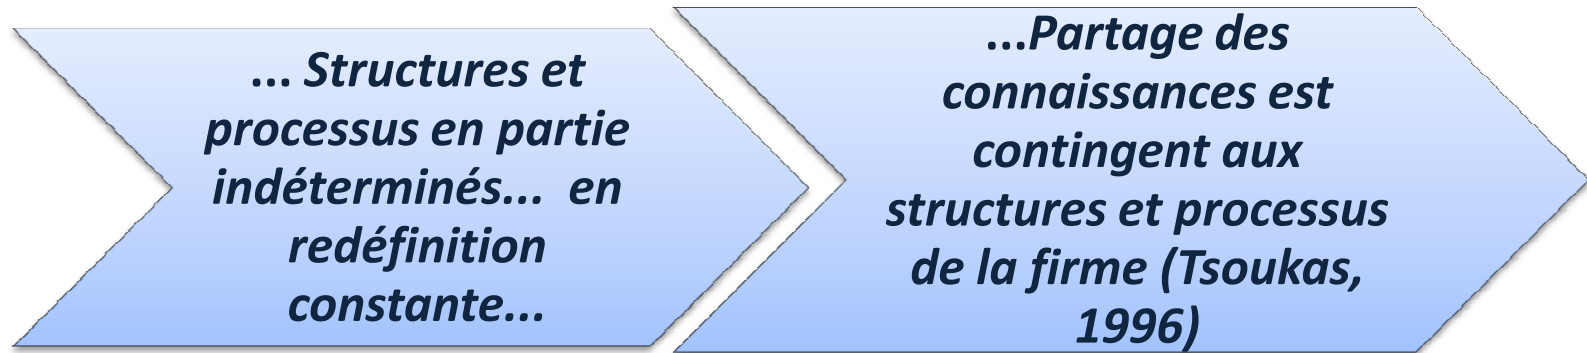 ... Structures et
processus en partie
indéterminés... en
redéfinition
constante...
...Partage des
connaissances est
contingent aux
structures et processus
de la firme (Tsoukas,
1996)